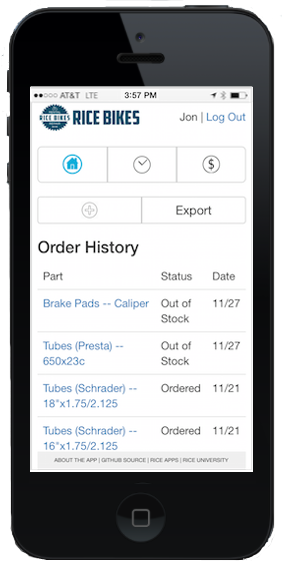 AT&T LTE 3:57 PM
RICE BIKES RICE BIKES Jon | Log Out
$
Export
Order History
Part Status Date
Brake Pads -- Caliper Out of Stock 11/27
Tubes (Presta) -- 650x23c Out of Stock 11/27
Tubes (Schrader) -- 18"x1.75/2.125 Ordered 11/21
Tubes (Schrader) -- 16"x1.75/2.125 Ordered 11/21
ABOUT THE APP | GITHUB SOURCE | RICE APPS | RICE UNIVERSITY